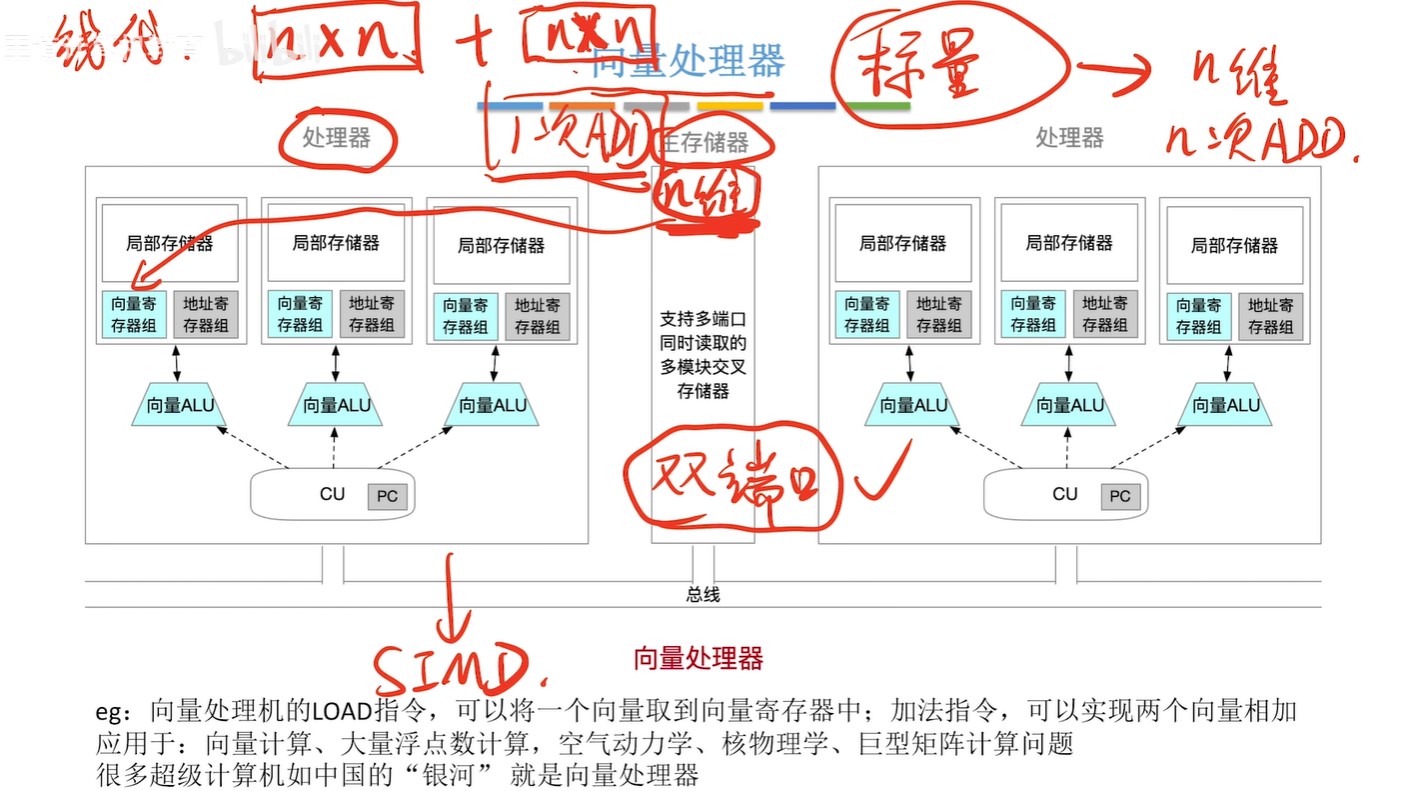 线代. n×n + n×n
标量 → n维
n次ADD.
bilibili
向量处理器
1次ADD
处理器
主存储器
处理器
n维
局部存储器 局部存储器 局部存储器
向量寄存器组 地址寄存器组 向量寄存器组 地址寄存器组 向量寄存器组 地址寄存器组
向量ALU 向量ALU 向量ALU
CU PC
支持多端口
同时读取的
多模块交叉
存储器
双端口
局部存储器 局部存储器 局部存储器
向量寄存器组 地址寄存器组 向量寄存器组 地址寄存器组 向量寄存器组 地址寄存器组
向量ALU 向量ALU 向量ALU
CU PC
总线
SIMD.
向量处理器
eg：向量处理机的LOAD指令，可以将一个向量取到向量寄存器中；加法指令，可以实现两个向量相加
应用于：向量计算、大量浮点数计算，空气动力学、核物理学、巨型矩阵计算问题
很多超级计算机如中国的“银河” 就是向量处理器